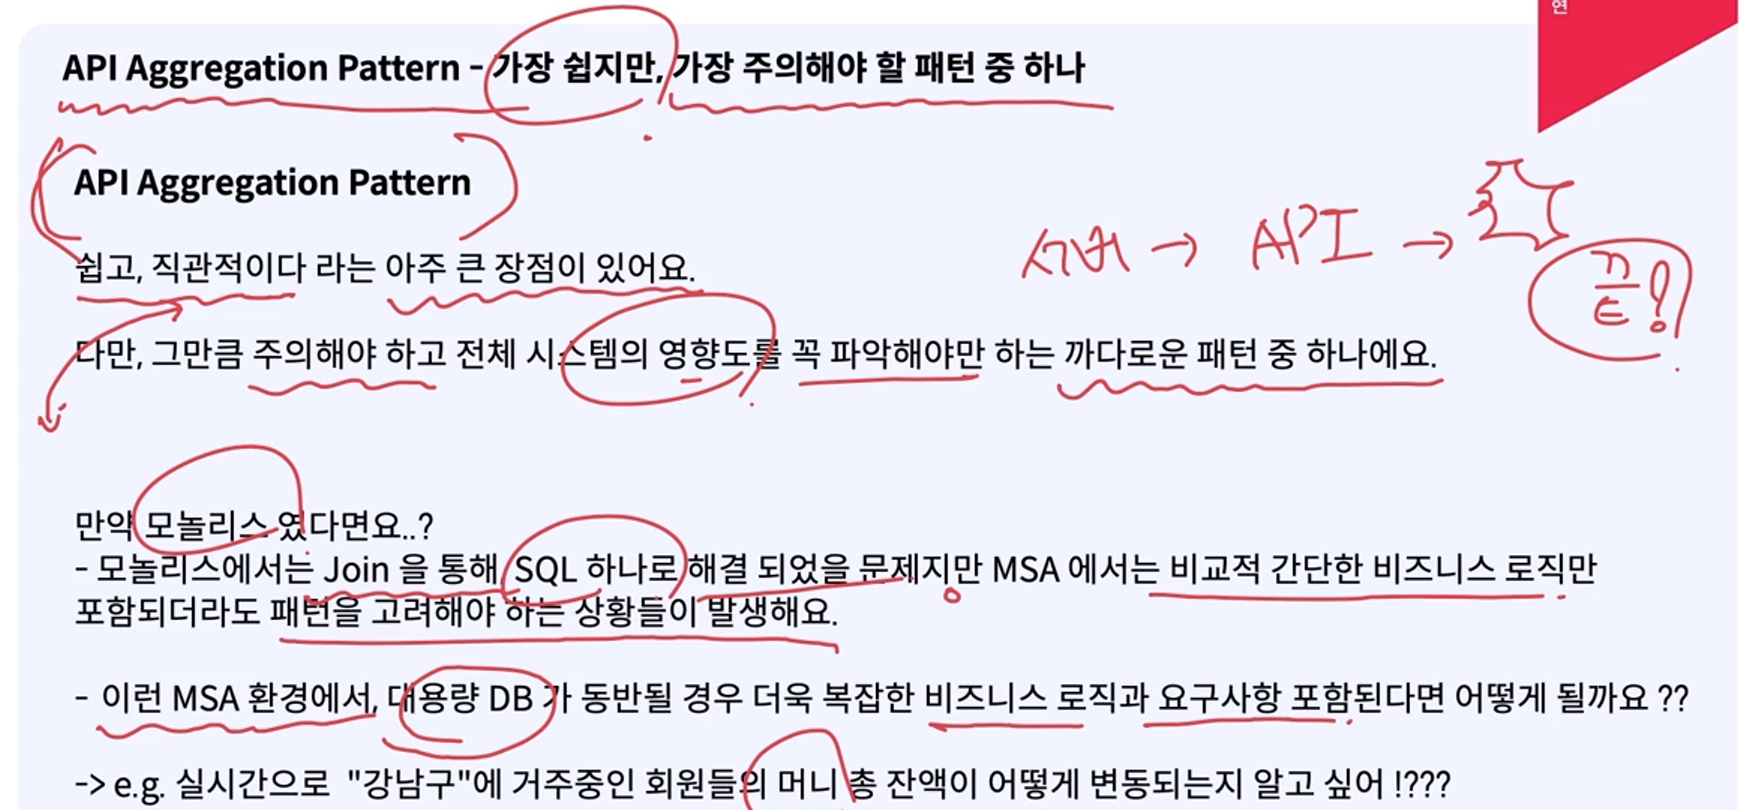 현
API Aggregation Pattern - 가장 쉽지만, 가장 주의해야 할 패턴 중 하나
API Aggregation Pattern
서버 → API →
쉽고, 직관적이다 라는 아주 큰 장점이 있어요.
다만, 그만큼 주의해야 하고 전체 시스템의 영향도를 꼭 파악해야만 하는 까다로운 패턴 중 하나에요.
만약 모놀리스 였다면요..?
- 모놀리스에서는 Join 을 통해, SQL 하나로 해결 되었을 문제지만 MSA 에서는 비교적 간단한 비즈니스 로직만
포함되더라도 패턴을 고려해야 하는 상황들이 발생해요.
- 이런 MSA 환경에서, 대용량 DB 가 동반될 경우 더욱 복잡한 비즈니스 로직과 요구사항 포함된다면 어떻게 될까요 ??
-> e.g. 실시간으로 "강남구"에 거주중인 회원들의 머니 총 잔액이 어떻게 변동되는지 알고 싶어 !???